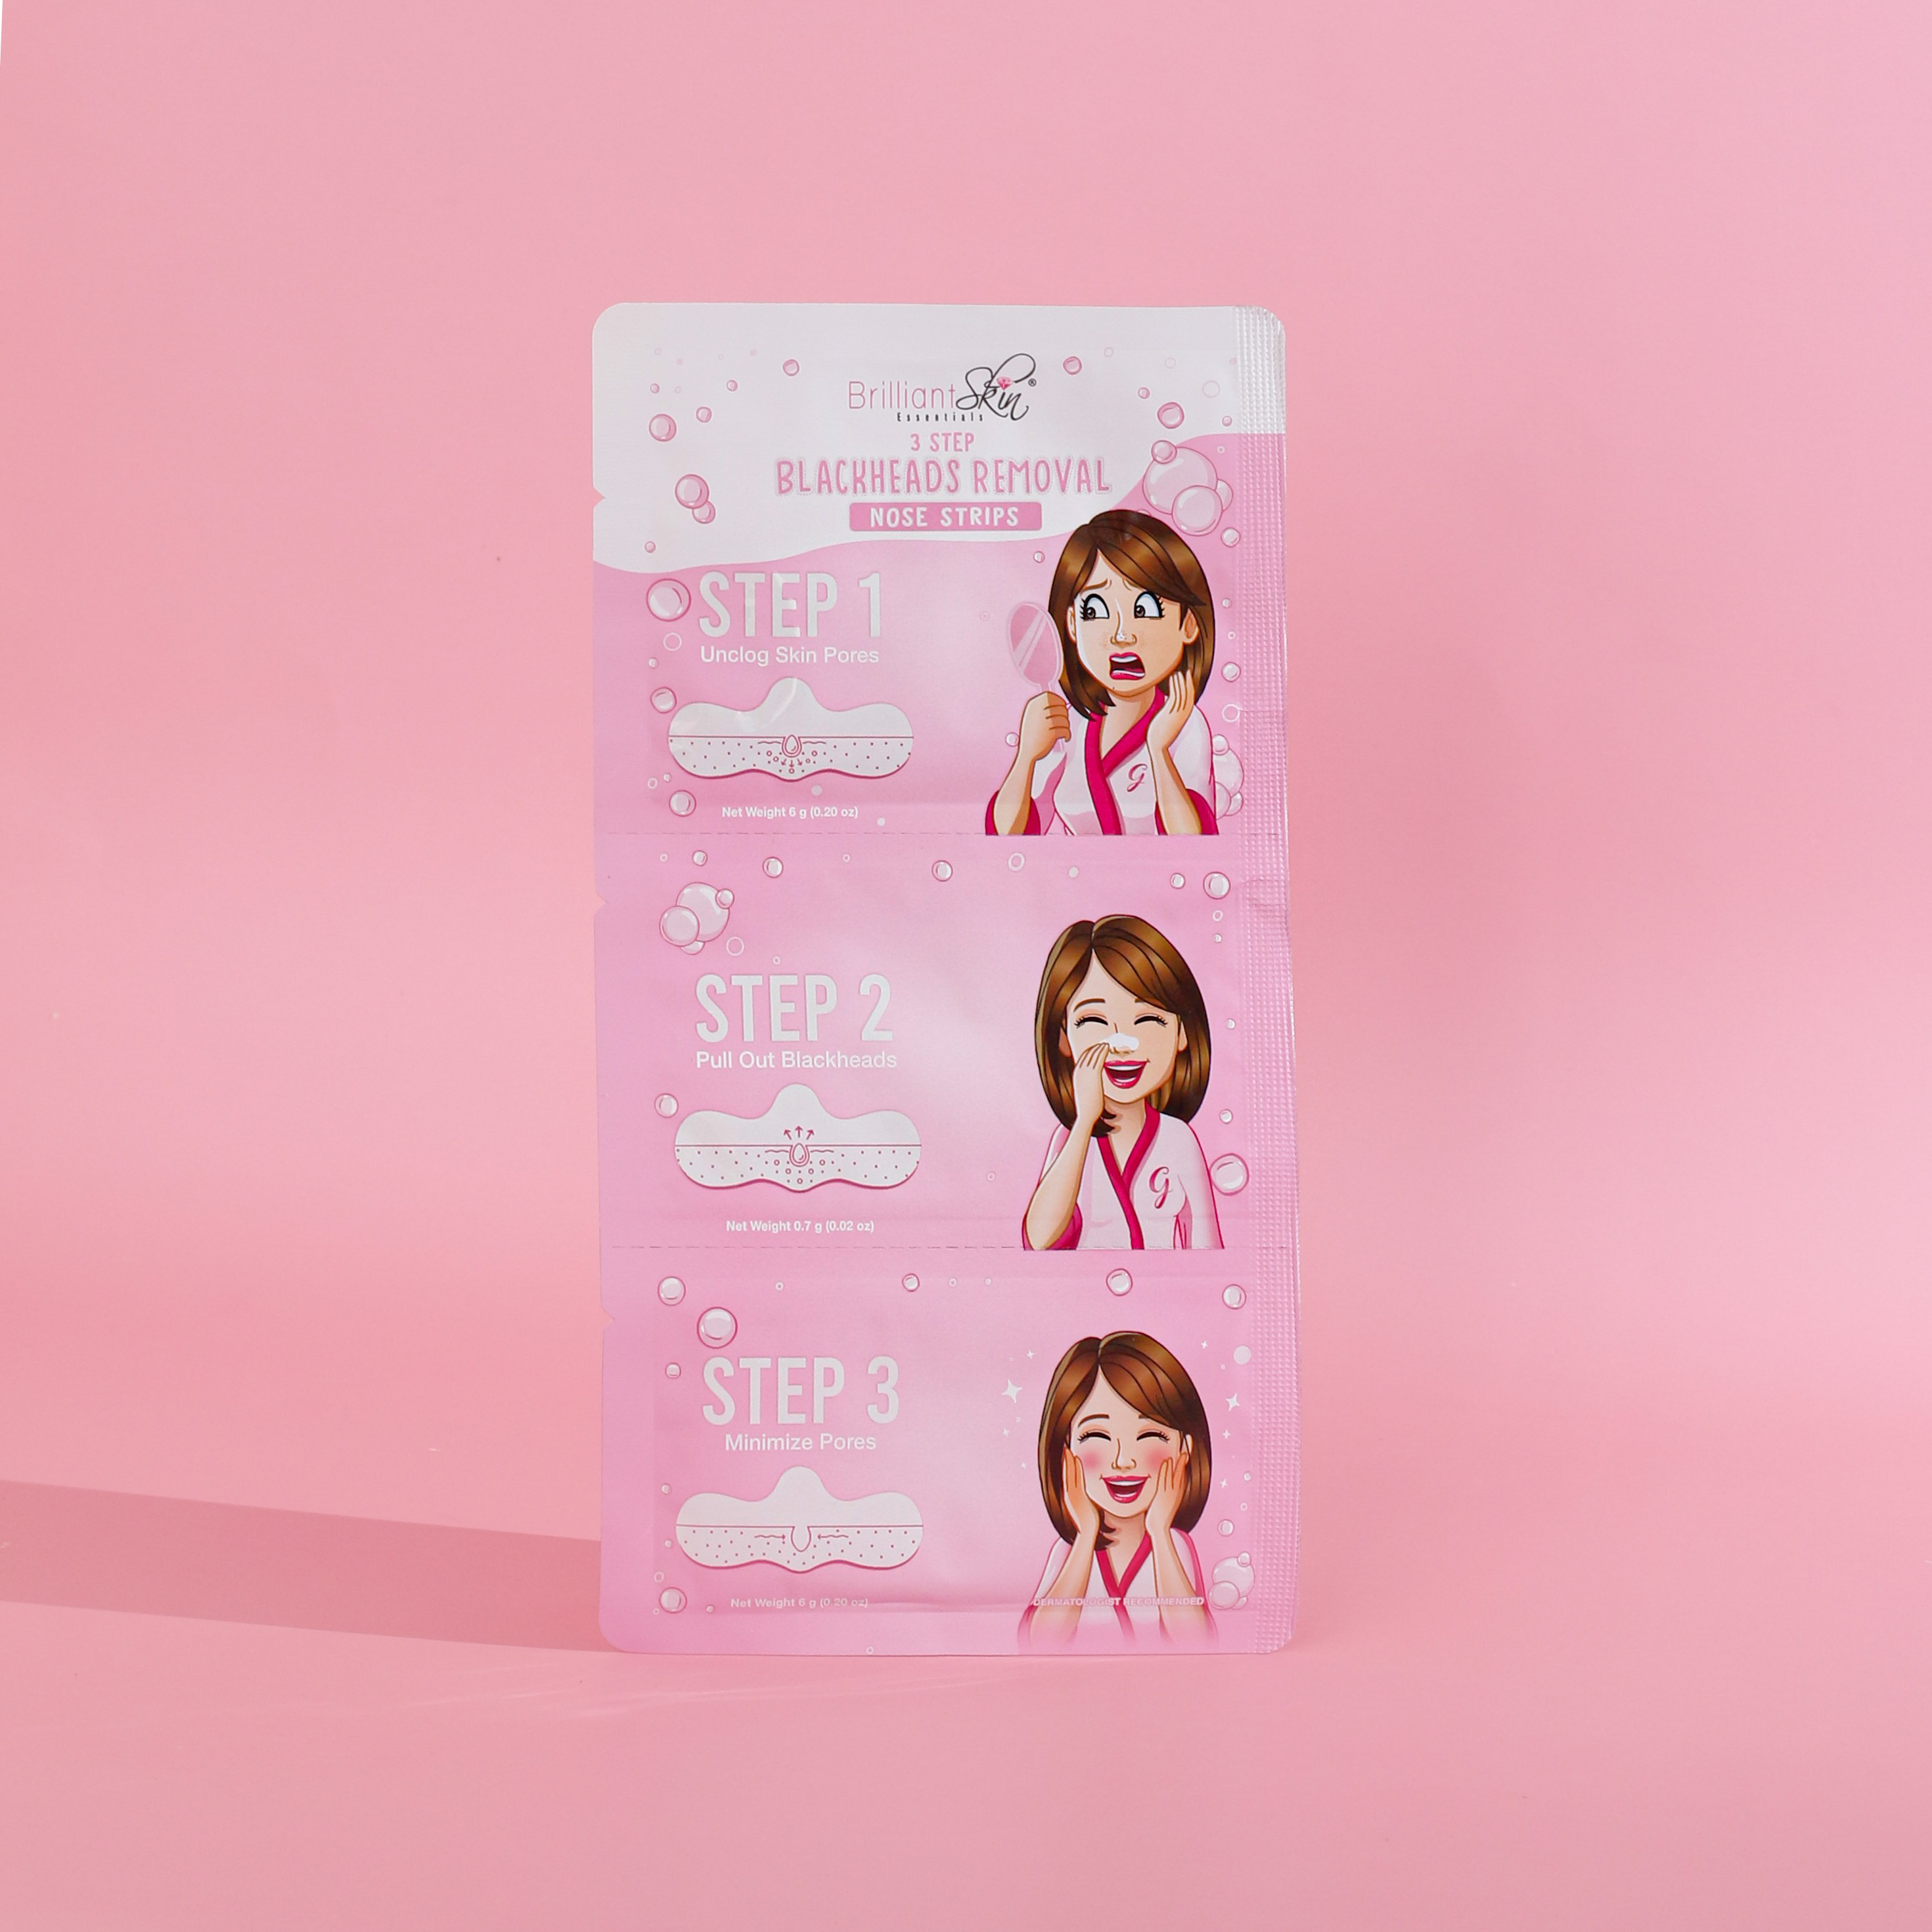 BrilliantSkin®
Essentials
3 STEP
BLACKHEADS REMOVAL
NOSE STRIPS
STEP 1
Unclog Skin Pores
G
Net Weight 6 g (0.20 oz)
STEP 2
Pull Out Blackheads
G
Net Weight 0.7 g (0.02 oz)
STEP 3
Minimize Pores
Net Weight 6 g (0.20 oz)
DERMATOLOGIST RECOMMENDED